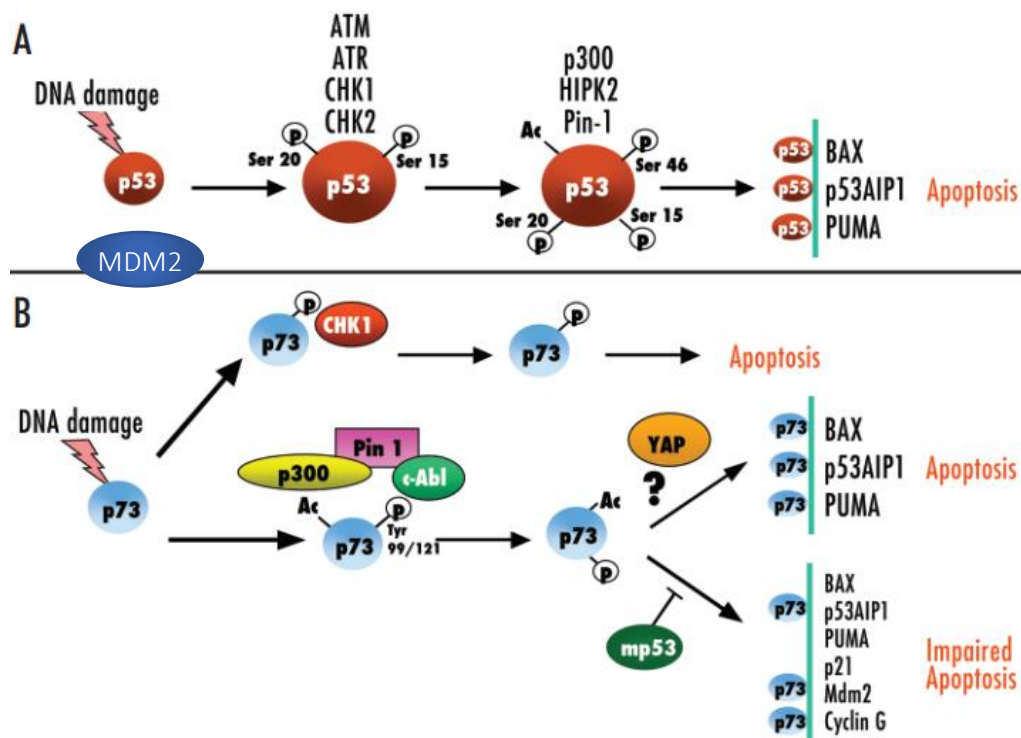 A
DNA damage
p53
MDM2
ATM
ATR
CHK1
CHK2
P
P
Ser 20
Ser 15
p53
p300
HIPK2
Pin-1
Ac
P
Ser 46
p53
Ser 20
Ser 15
P
P
p53 BAX
p53 p53AIP1
p53 PUMA
Apoptosis
B
DNA damage
p73
P
p73
CHK1
P
p73
Apoptosis
Pin 1
p300
c-Abl
Ac
P
p73
Tyr
99/121
YAP
?
Ac
p73
P
mp53
p73 BAX
p73 p53AIP1
p73 PUMA
Apoptosis
BAX
p73 p53AIP1
PUMA
p21
p73 Mdm2
p73 Cyclin G
Impaired
Apoptosis